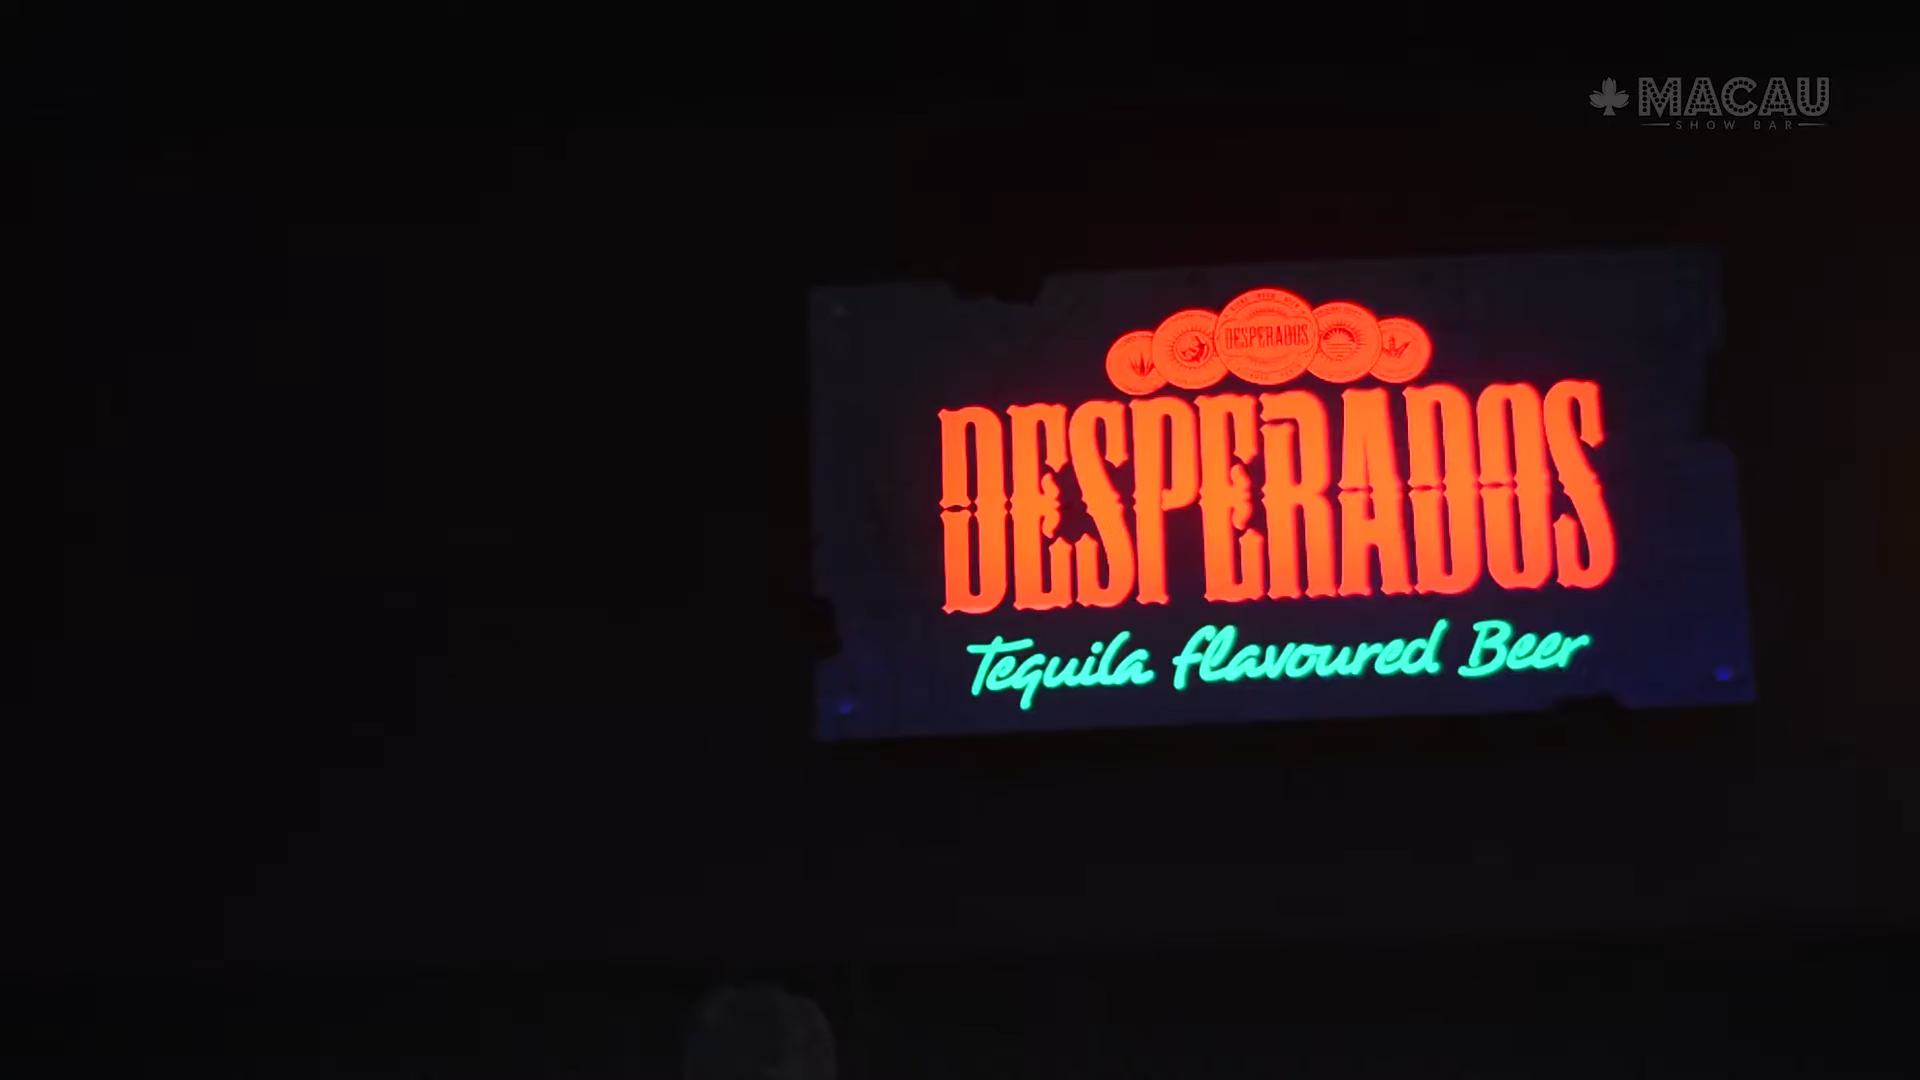 MACAU
SHOW BAR
DESPERADOS
DESPERADOS
Tequila flavoured Beer